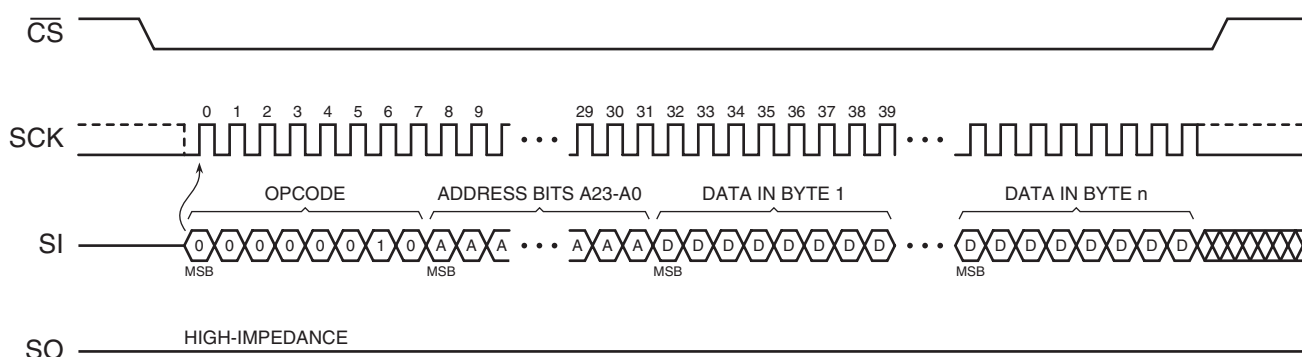 CS
0 1 2 3 4 5 6 7 8 9 29 30 31 32 33 34 35 36 37 38 39
SCK
OPCODE ADDRESS BITS A23-A0 DATA IN BYTE 1 DATA IN BYTE n
SI 0 0 0 0 0 0 1 0 A A A A A A D D D D D D D D D D D D D D D D
MSB MSB MSB MSB
HIGH-IMPEDANCE
SO